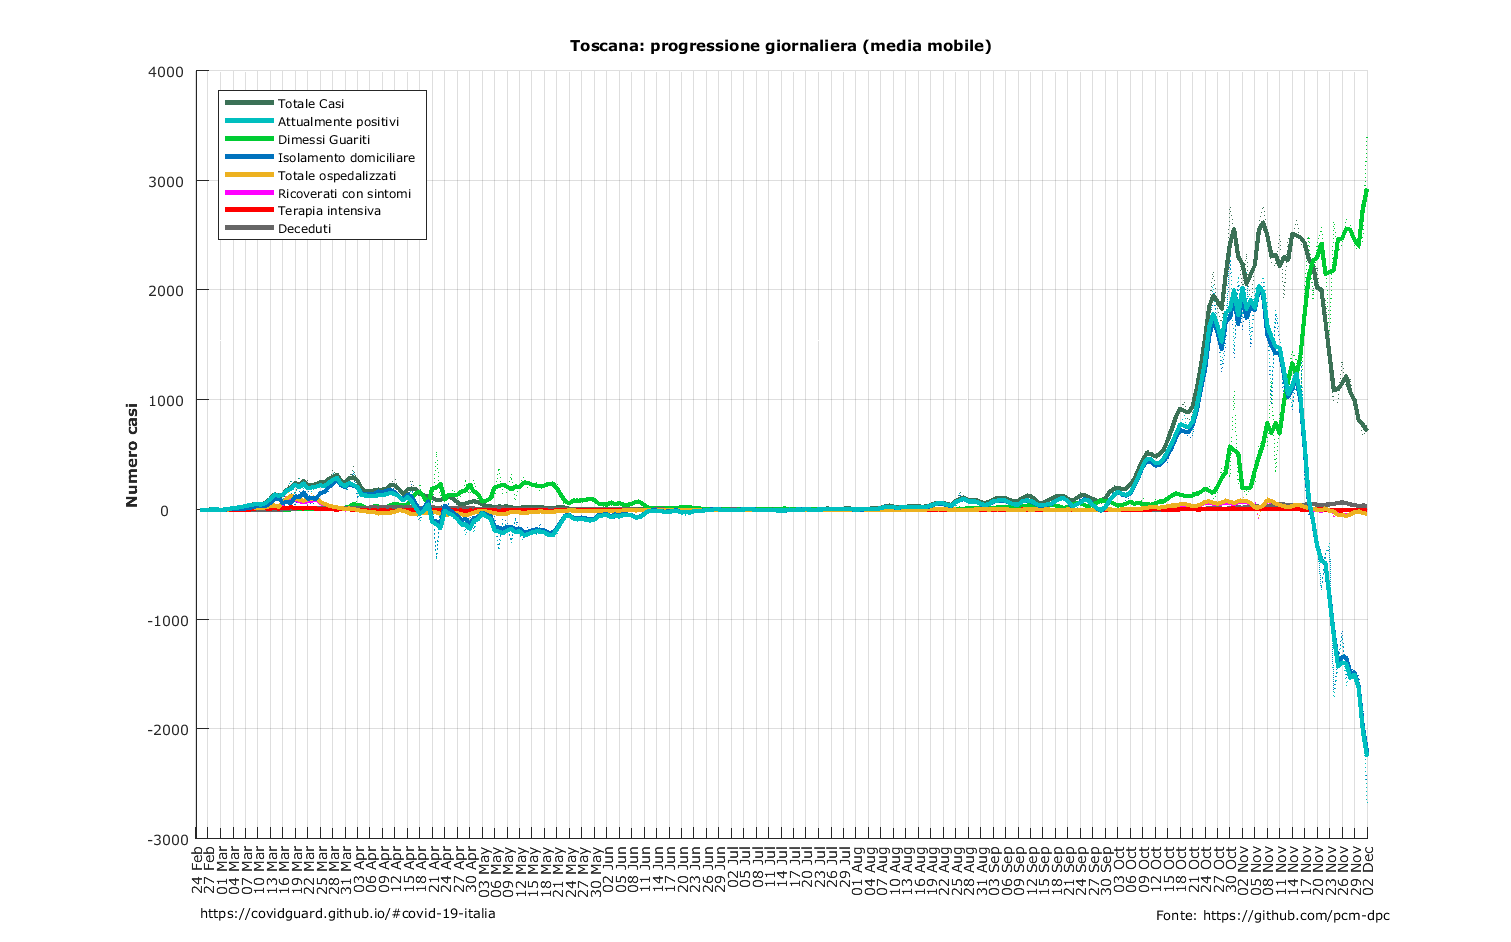 Toscana: progressione giornaliera (media mobile)
4000
3000
2000
1000
0
-1000
-2000
-3000
Numero casi
Totale Casi
Attualmente positivi
Dimessi Guariti
Isolamento domiciliare
Totale ospedalizzati
Ricoverati con sintomi
Terapia intensiva
Deceduti
24 Feb
27 Feb
01 Mar
04 Mar
07 Mar
10 Mar
13 Mar
16 Mar
19 Mar
22 Mar
25 Mar
28 Mar
31 Mar
03 Apr
06 Apr
09 Apr
12 Apr
15 Apr
18 Apr
21 Apr
24 Apr
27 Apr
30 Apr
03 May
06 May
09 May
12 May
15 May
18 May
21 May
24 May
27 May
30 May
02 Jun
05 Jun
08 Jun
11 Jun
14 Jun
17 Jun
20 Jun
23 Jun
26 Jun
29 Jun
02 Jul
05 Jul
08 Jul
11 Jul
14 Jul
17 Jul
20 Jul
23 Jul
26 Jul
29 Jul
01 Aug
04 Aug
07 Aug
10 Aug
13 Aug
16 Aug
19 Aug
22 Aug
25 Aug
28 Aug
31 Aug
03 Sep
06 Sep
09 Sep
12 Sep
15 Sep
18 Sep
21 Sep
24 Sep
27 Sep
30 Sep
03 Oct
06 Oct
09 Oct
12 Oct
15 Oct
18 Oct
21 Oct
24 Oct
27 Oct
30 Oct
02 Nov
05 Nov
08 Nov
11 Nov
14 Nov
17 Nov
20 Nov
23 Nov
26 Nov
29 Nov
02 Dec
https://covidguard.github.io/#covid-19-italia
Fonte: https://github.com/pcm-dpc